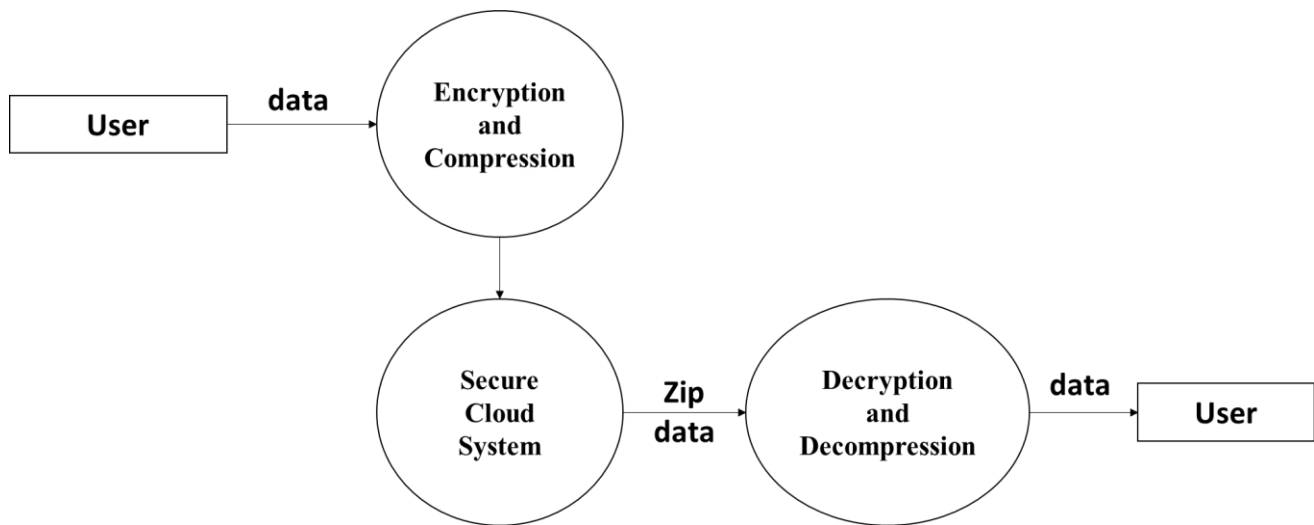 User
data
Encryption
and
Compression
Secure
Cloud
System
Zip
data
Decryption
and
Decompression
data
User